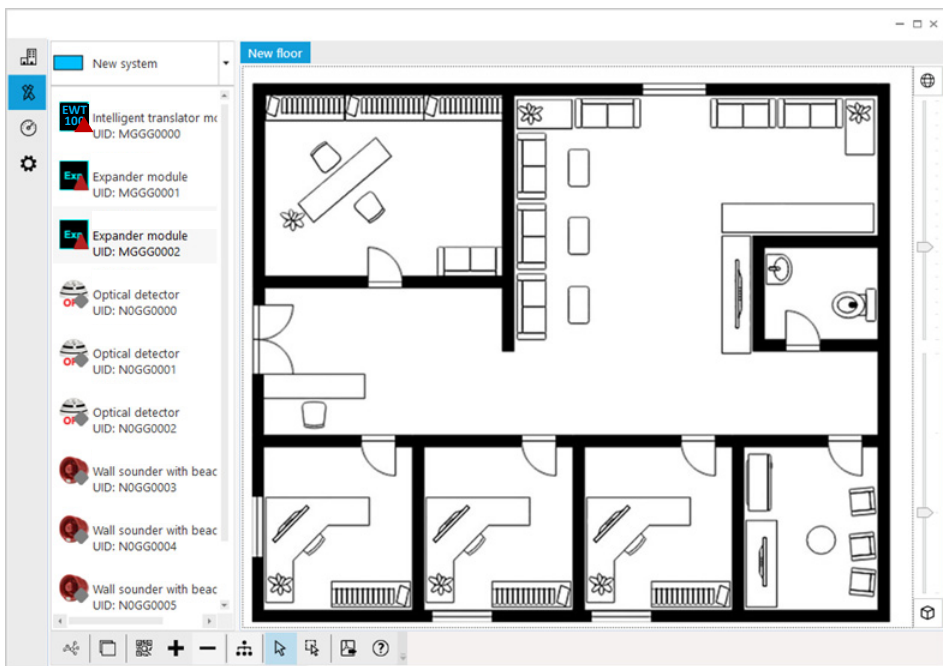 New system
New floor
EWT
100
Intelligent translator mo
UID: MGGG0000
Exp
Expander module
UID: MGGG0001
Exp
Expander module
UID: MGGG0002
Optical detector
UID: N0GG0000
Optical detector
UID: N0GG0001
Optical detector
UID: N0GG0002
Wall sounder with beac
UID: N0GG0003
Wall sounder with beac
UID: N0GG0004
Wall sounder with beac
UID: N0GG0005